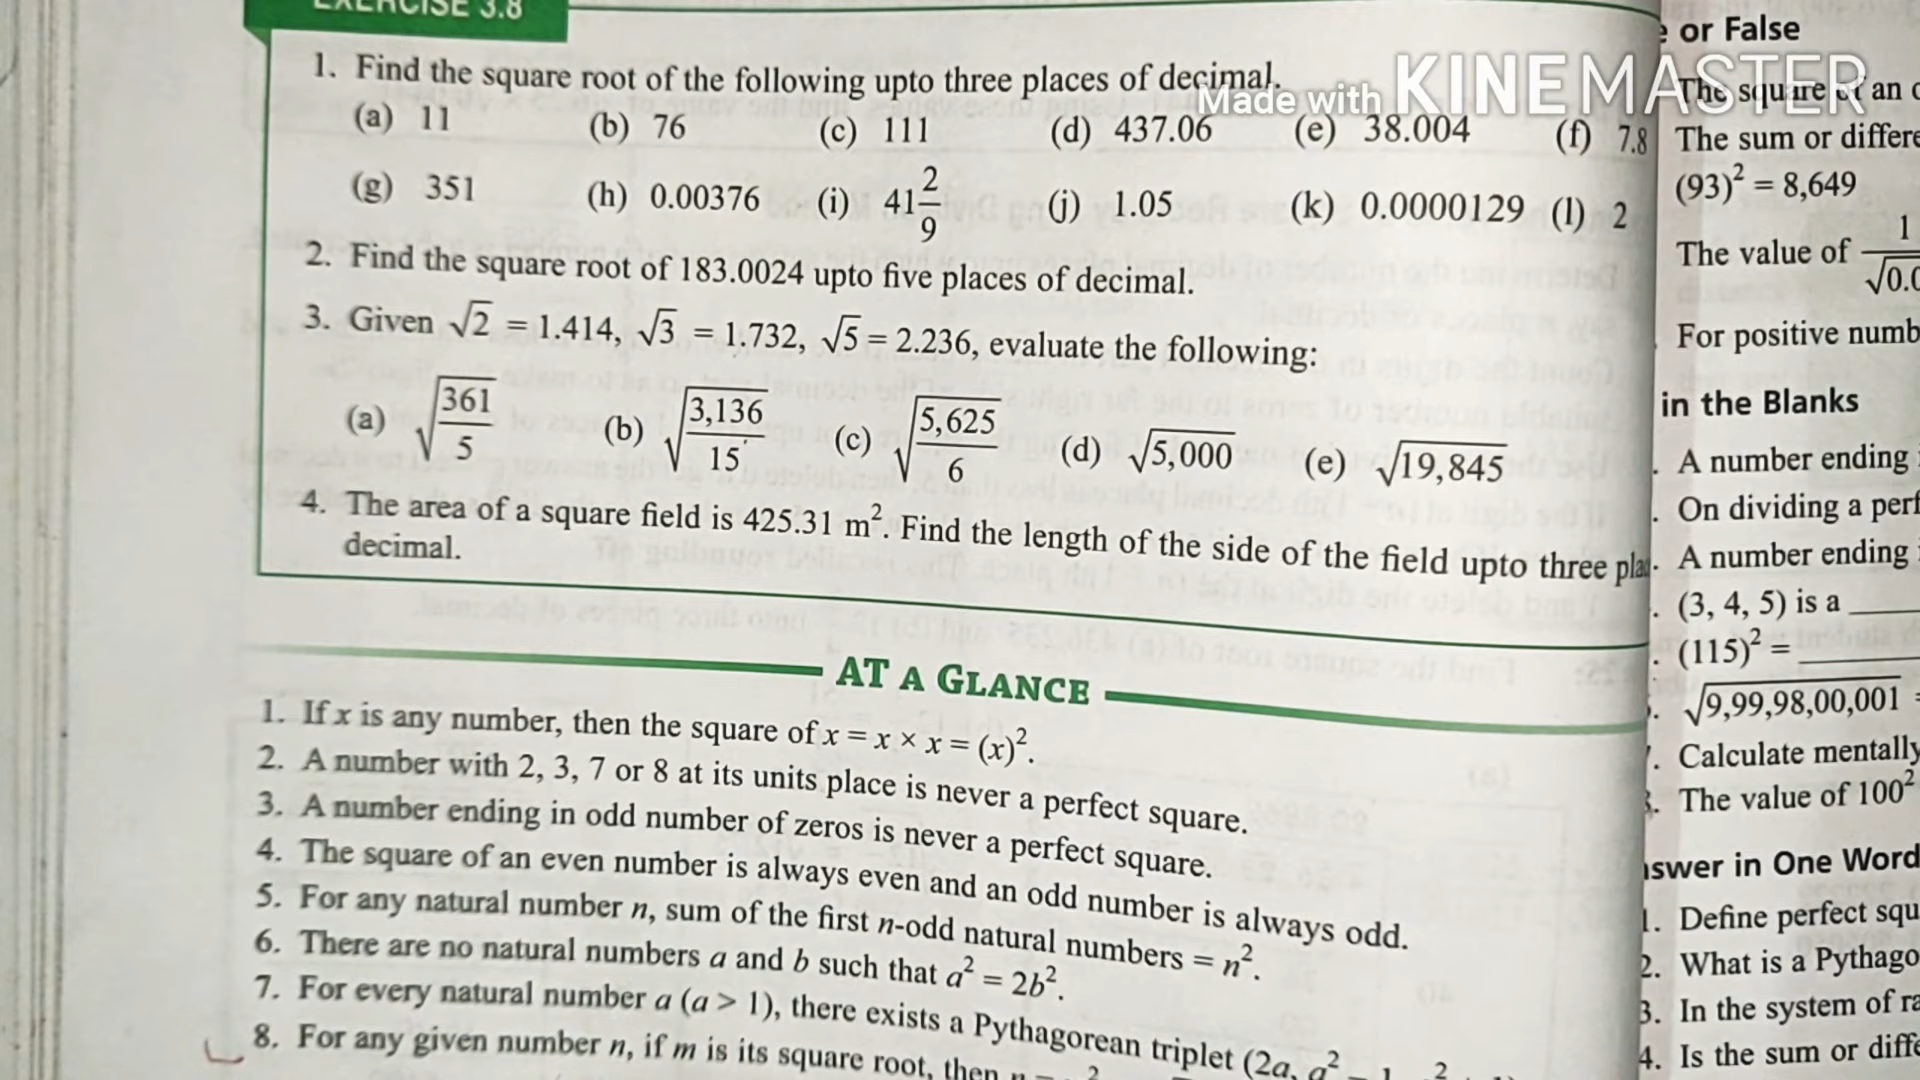 EXERCISE 3.8
1. Find the square root of the following upto three places of decimal.
(a) 11 (b) 76 (c) 111 (d) 437.06 (e) 38.004 (f) 7.8
(g) 351 (h) 0.00376 (i) 41 2/9 (j) 1.05 (k) 0.0000129 (l) 2
2. Find the square root of 183.0024 upto five places of decimal.
3. Given √2 = 1.414, √3 = 1.732, √5 = 2.236, evaluate the following:
(a) √(361/5) (b) √(3,136/15) (c) √(5,625/6) (d) √5,000 (e) √19,845
4. The area of a square field is 425.31 m². Find the length of the side of the field upto three
decimal.
AT A GLANCE
1. If x is any number, then the square of x = x × x = (x)².
2. A number with 2, 3, 7 or 8 at its units place is never a perfect square.
3. A number ending in odd number of zeros is never a perfect square.
4. The square of an even number is always even and an odd number is always odd.
5. For any natural number n, sum of the first n-odd natural numbers = n².
6. There are no natural numbers a and b such that a² = 2b².
7. For every natural number a (a > 1), there exists a Pythagorean triplet (2a, a² – 1
8. For any given number n, if m is its square root, then n =
Made with KINEMASTER
or False
The square of an
The sum or differe
(93)² = 8,649
The value of 1/√0.0
For positive numb
in the Blanks
A number ending
On dividing a perf
A number ending
(3, 4, 5) is a
(115)² =
√9,99,98,00,001 =
Calculate mentally
The value of 100²
nswer in One Word
1. Define perfect squ
2. What is a Pythago
3. In the system of ra
4. Is the sum or diffe